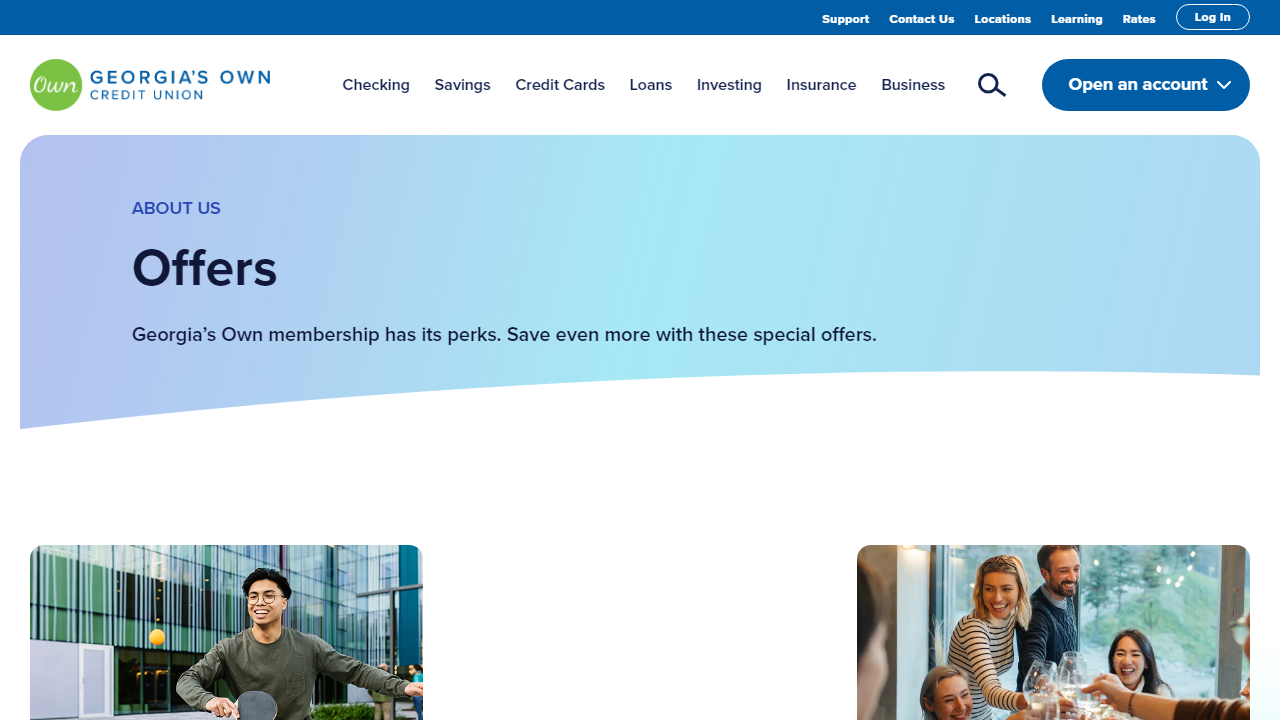 Support Contact Us Locations Learning Rates Log In
Own GEORGIA'S OWN
CREDIT UNION
Checking Savings Credit Cards Loans Investing Insurance Business Open an account
ABOUT US
Offers
Georgia’s Own membership has its perks. Save even more with these special offers.